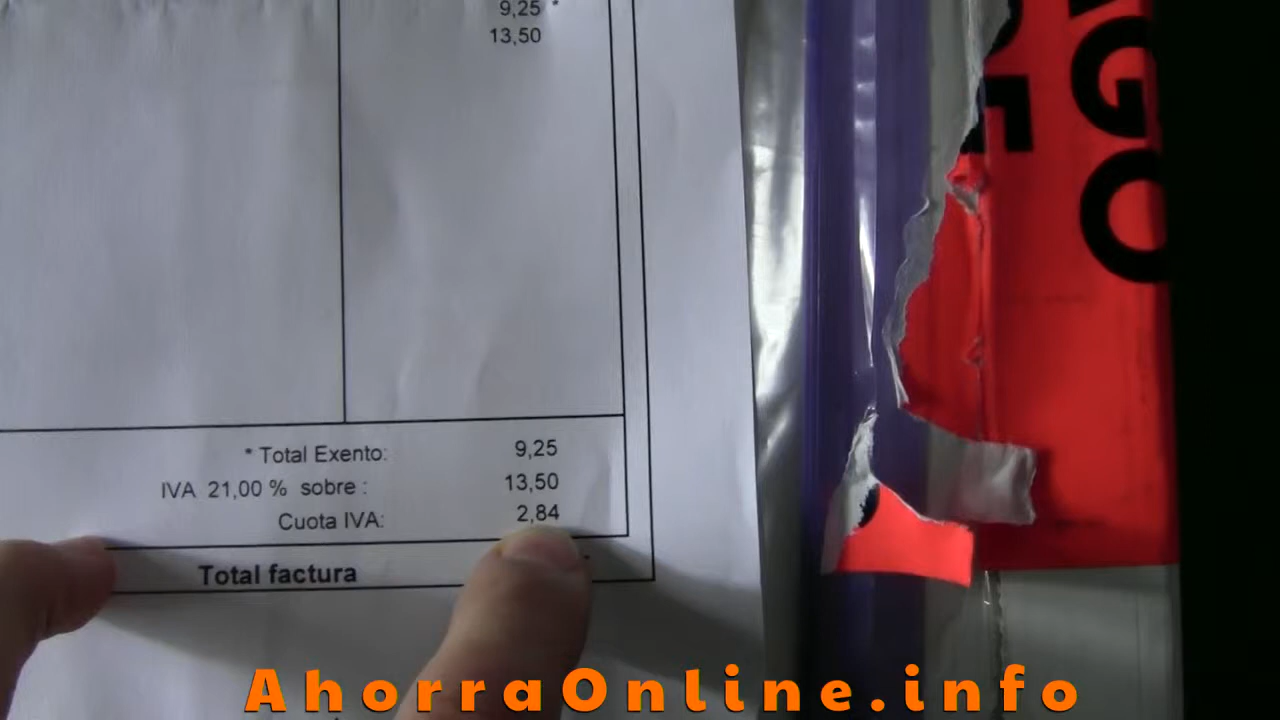 9,25 *
13,50
* Total Exento: 9,25
IVA 21,00 % sobre : 13,50
Cuota IVA: 2,84
Total factura
GO
AhorraOnline.info